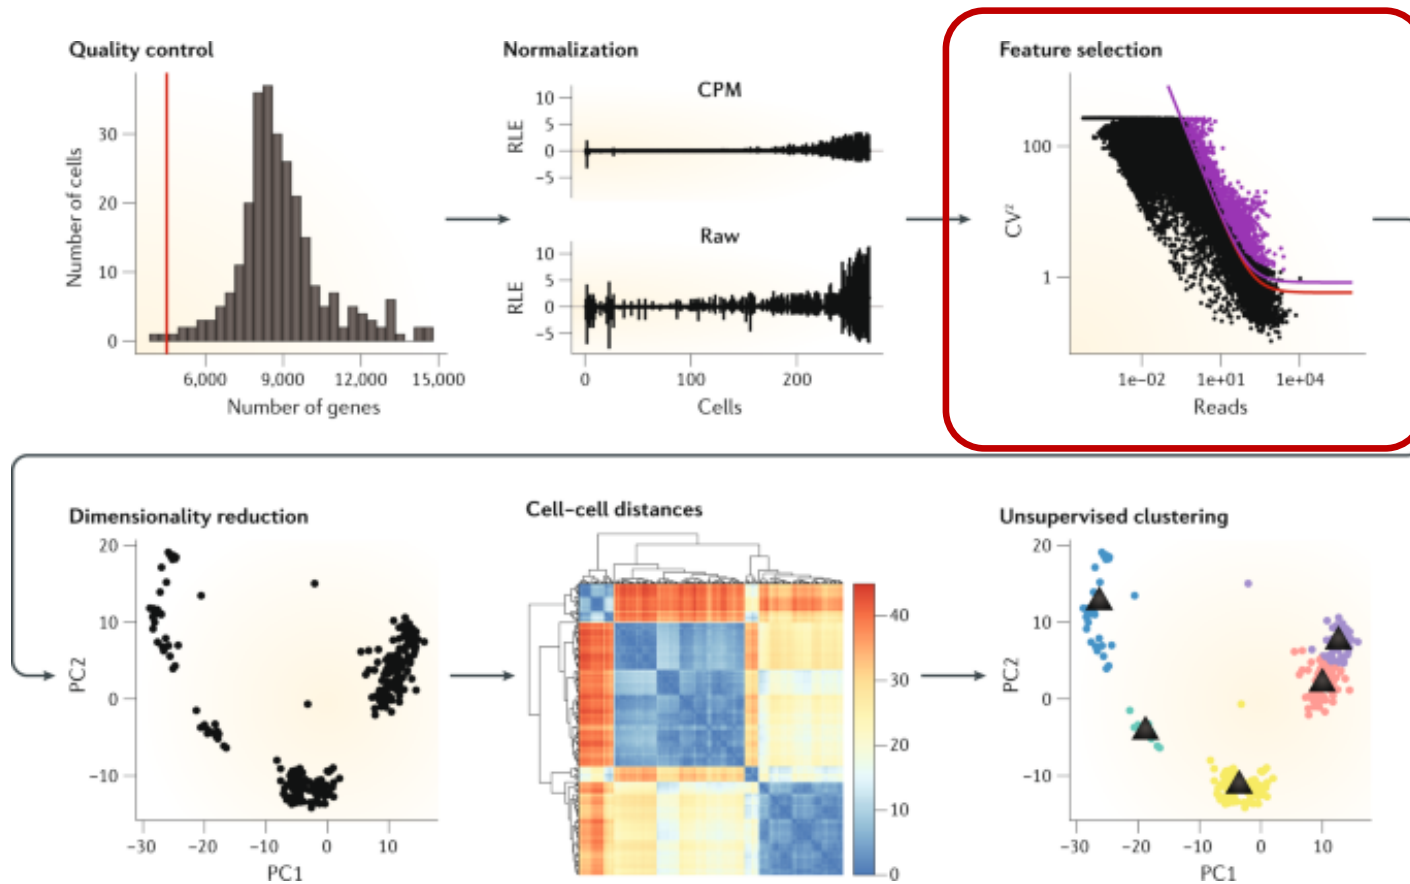 Quality control
Number of cells
30
20
10
0
6,000 9,000 12,000 15,000
Number of genes
Normalization
CPM
RLE
10
5
0
−5
Raw
RLE
10
5
0
−5
0 100 200
Cells
Feature selection
CV²
100
1
1e−02 1e+01 1e+04
Reads
Dimensionality reduction
PC2
20
10
0
−10
−30 −20 −10 0 10
PC1
Cell–cell distances
40
30
20
10
0
Unsupervised clustering
PC2
20
10
0
−10
−30 −20 −10 0 10
PC1